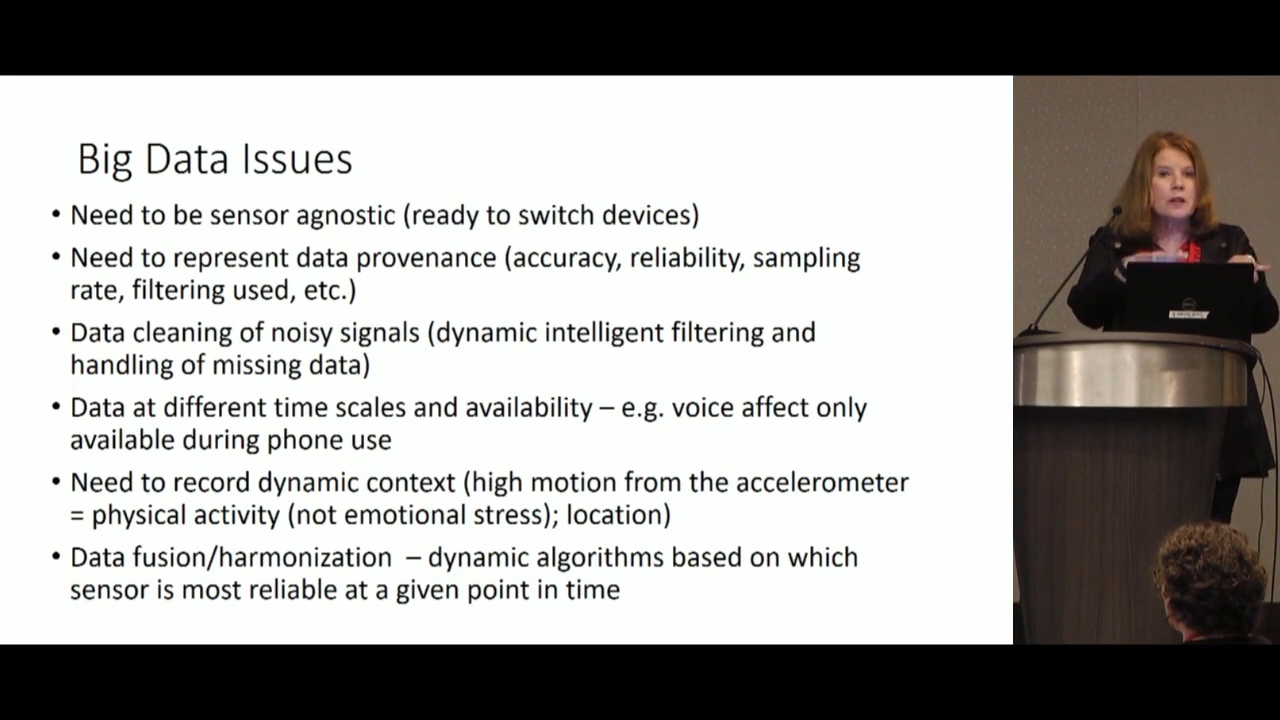 Big Data Issues
• Need to be sensor agnostic (ready to switch devices)
• Need to represent data provenance (accuracy, reliability, sampling
rate, filtering used, etc.)
• Data cleaning of noisy signals (dynamic intelligent filtering and
handling of missing data)
• Data at different time scales and availability – e.g. voice affect only
available during phone use
• Need to record dynamic context (high motion from the accelerometer
= physical activity (not emotional stress); location)
• Data fusion/harmonization – dynamic algorithms based on which
sensor is most reliable at a given point in time